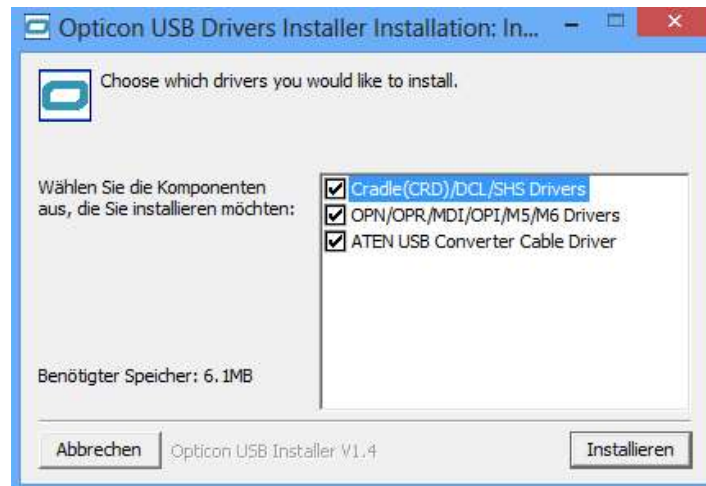 Opticon USB Drivers Installer Installation: In...
Choose which drivers you would like to install.
Wählen Sie die Komponenten
aus, die Sie installieren möchten:
Cradle(CRD)/DCL/SHS Drivers
OPN/OPR/MDI/OPI/M5/M6 Drivers
ATEN USB Converter Cable Driver
Benötigter Speicher: 6.1MB
Abbrechen
Opticon USB Installer V1.4
Installieren